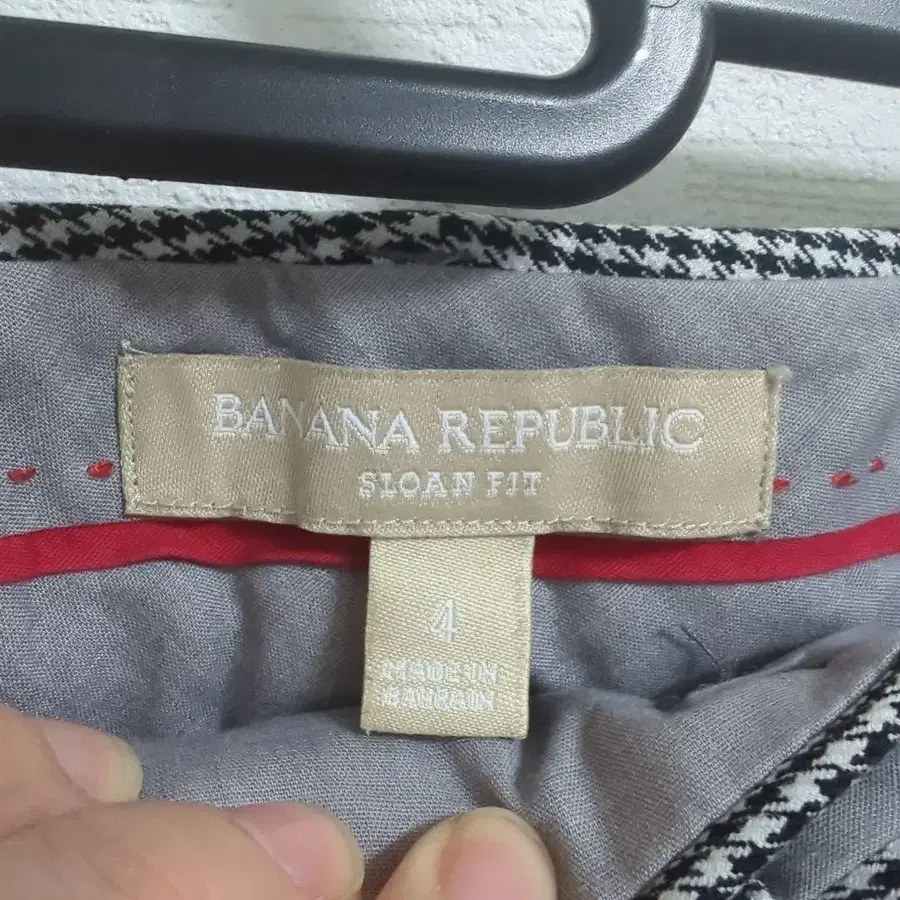 BANANA REPUBLIC
SLOAN FIT
4
MADE IN
BAHRAIN